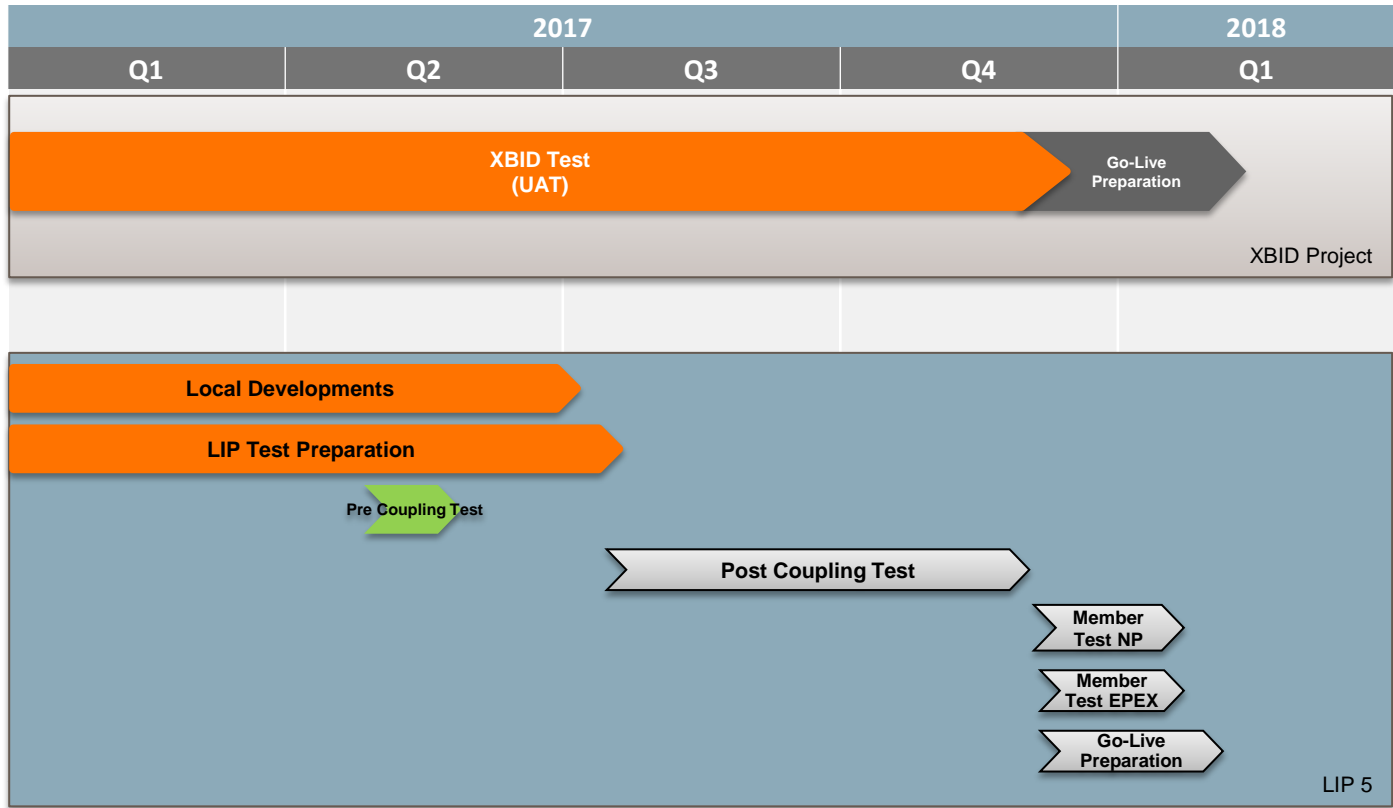 2017
2018
Q1
Q2
Q3
Q4
Q1
XBID Test
(UAT)
Go-Live
Preparation
XBID Project
Local Developments
LIP Test Preparation
Pre Coupling Test
Post Coupling Test
Member
Test NP
Member
Test EPEX
Go-Live
Preparation
LIP 5